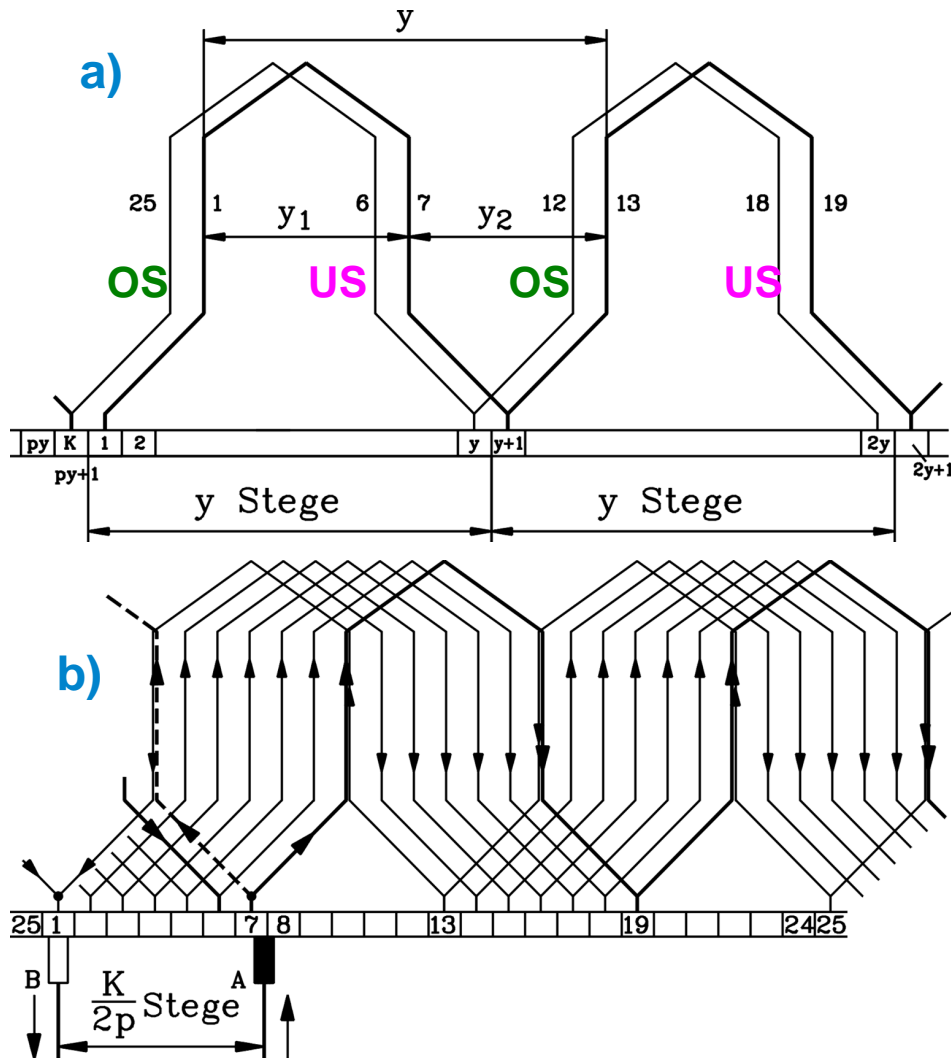 y
a)
25 1 6 7 12 13 18 19
y1 y2
OS US OS US
py K 1 2 y y+1 2y
py+1 2y+1
y Stege y Stege
b)
25 1 7 8 13 19 24 25
B A
K
2p Stege